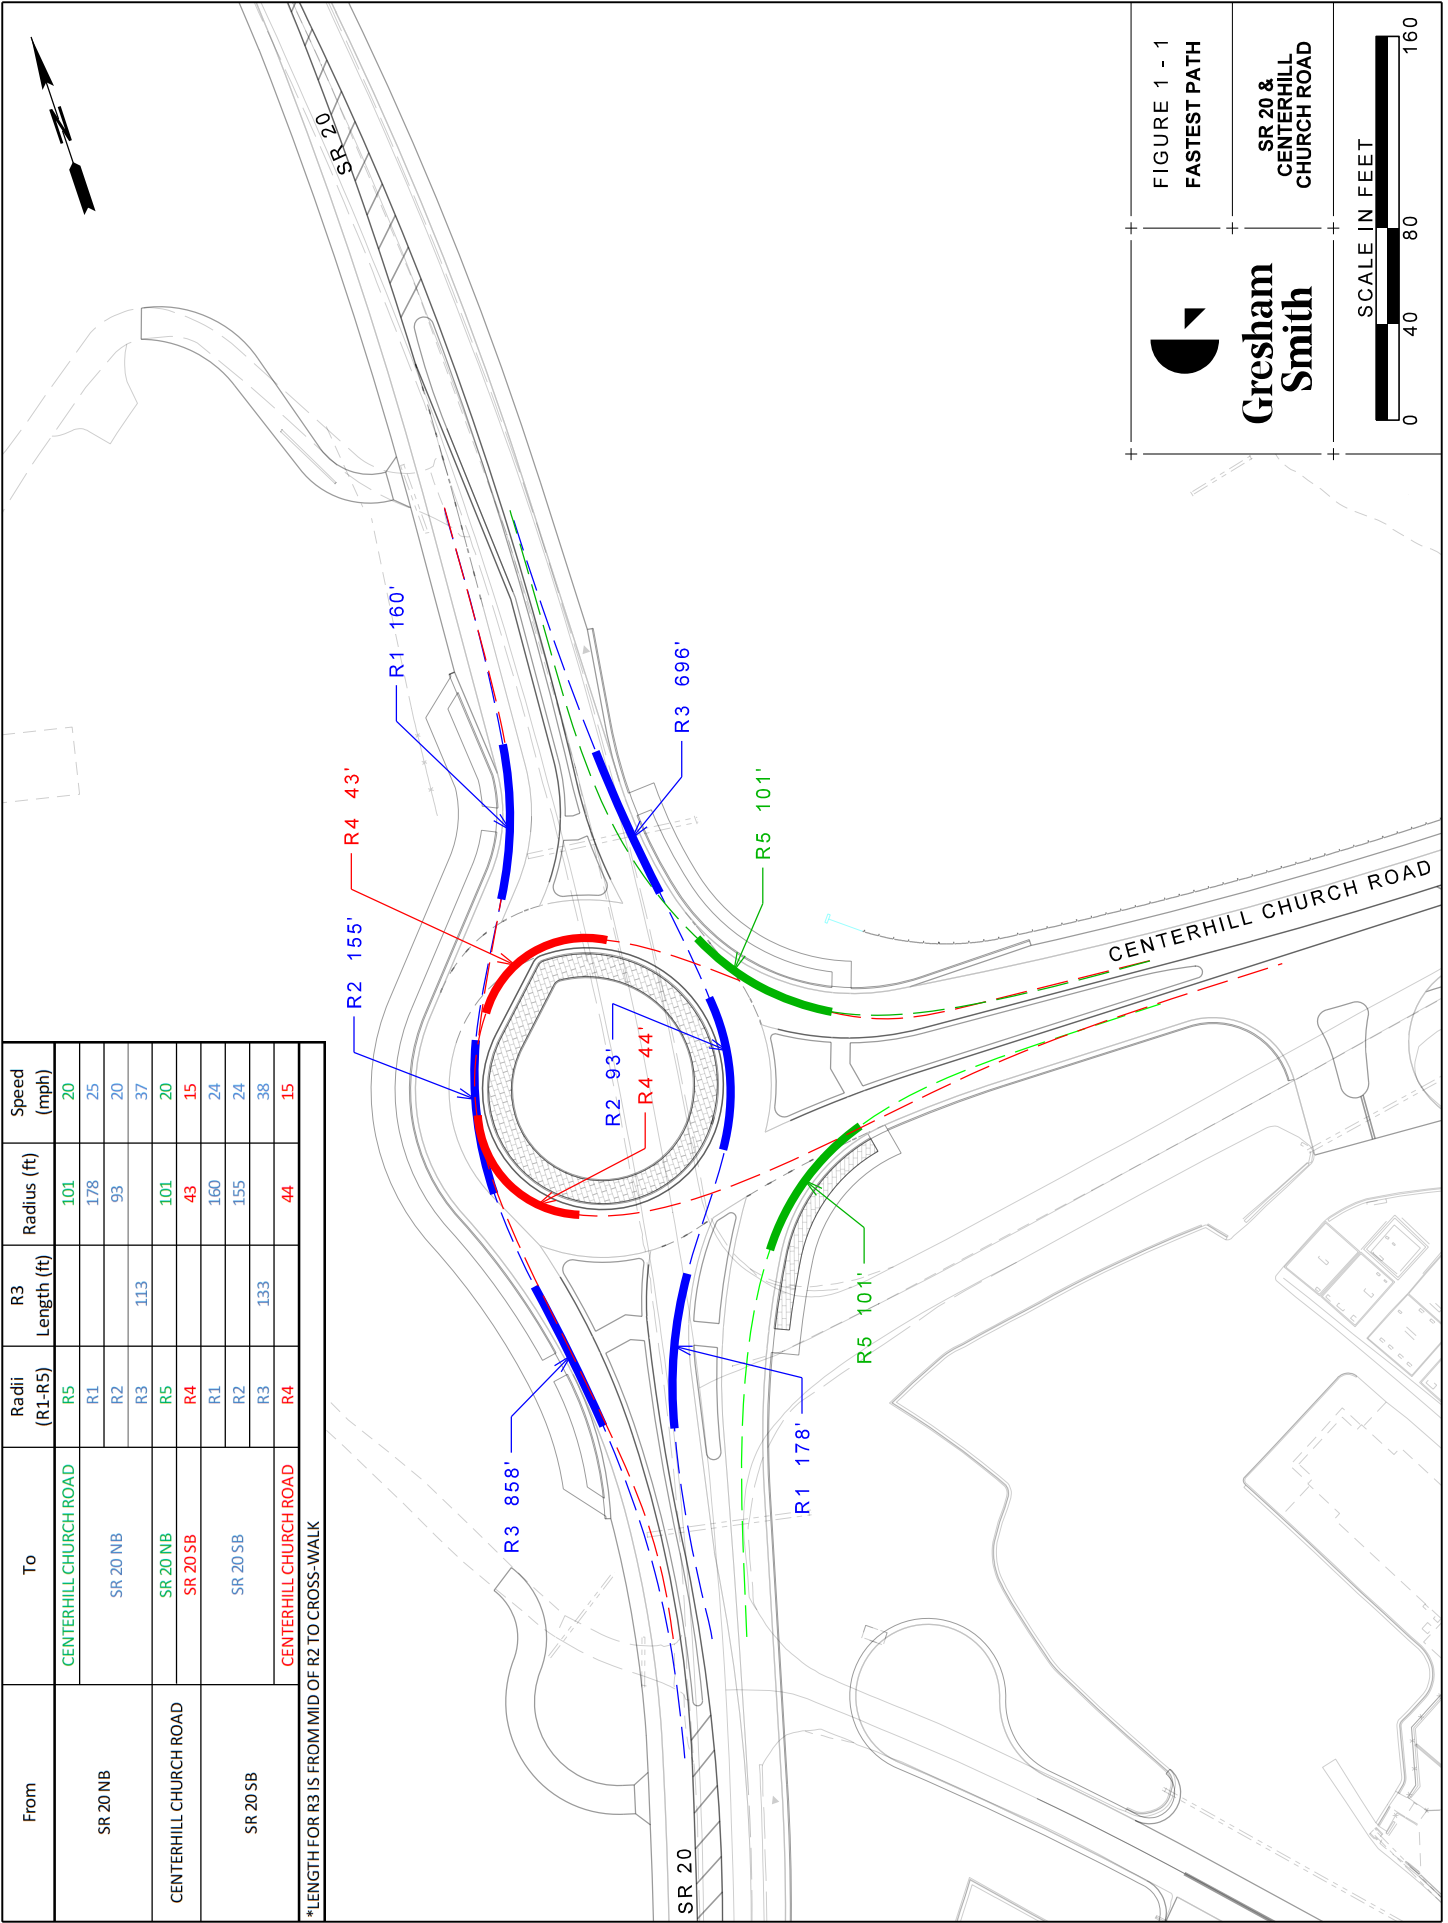 From To Radii (R1-R5) R3 Length (ft) Radius (ft) Speed (mph)
SR 20 NB CENTERHILL CHURCH ROAD R5 101 20
SR 20 NB R1 178 25
R2 93 20
R3 113 37
CENTERHILL CHURCH ROAD SR 20 NB R5 101 20
SR 20 SB R4 43 15
SR 20 SB SR 20 SB R1 160 24
R2 155 24
R3 133 38
CENTERHILL CHURCH ROAD R4 44 15
*LENGTH FOR R3 IS FROM MID OF R2 TO CROSS-WALK
N
SR 20
R1 160'
R4 43'
R2 155'
R3 696'
R5 101'
R2 93'
R4 44'
R3 858'
R1 178'
R5 101'
SR 20
CENTERHILL CHURCH ROAD
Gresham
Smith
FIGURE 1 - 1
FASTEST PATH
SR 20 &
CENTERHILL
CHURCH ROAD
SCALE IN FEET
0 40 80 160